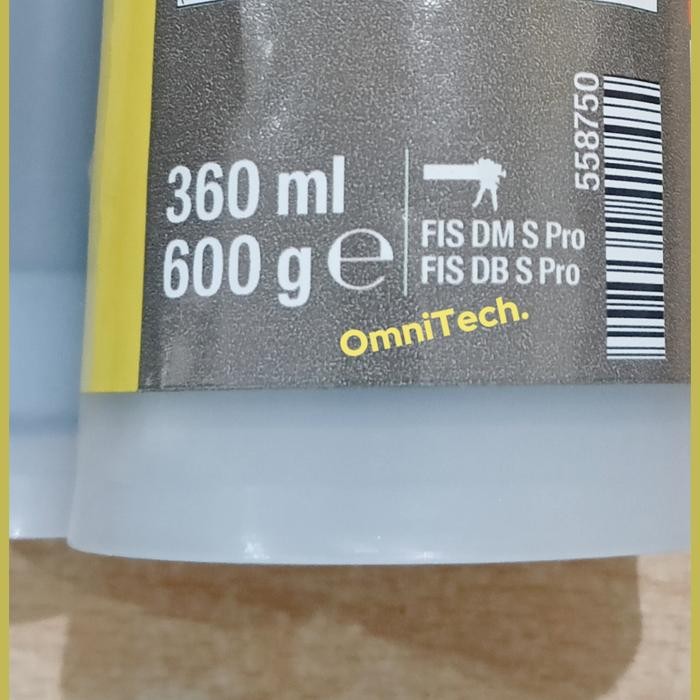 360 ml
600 g e
FIS DM S Pro
FIS DB S Pro
558750
OmniTech.